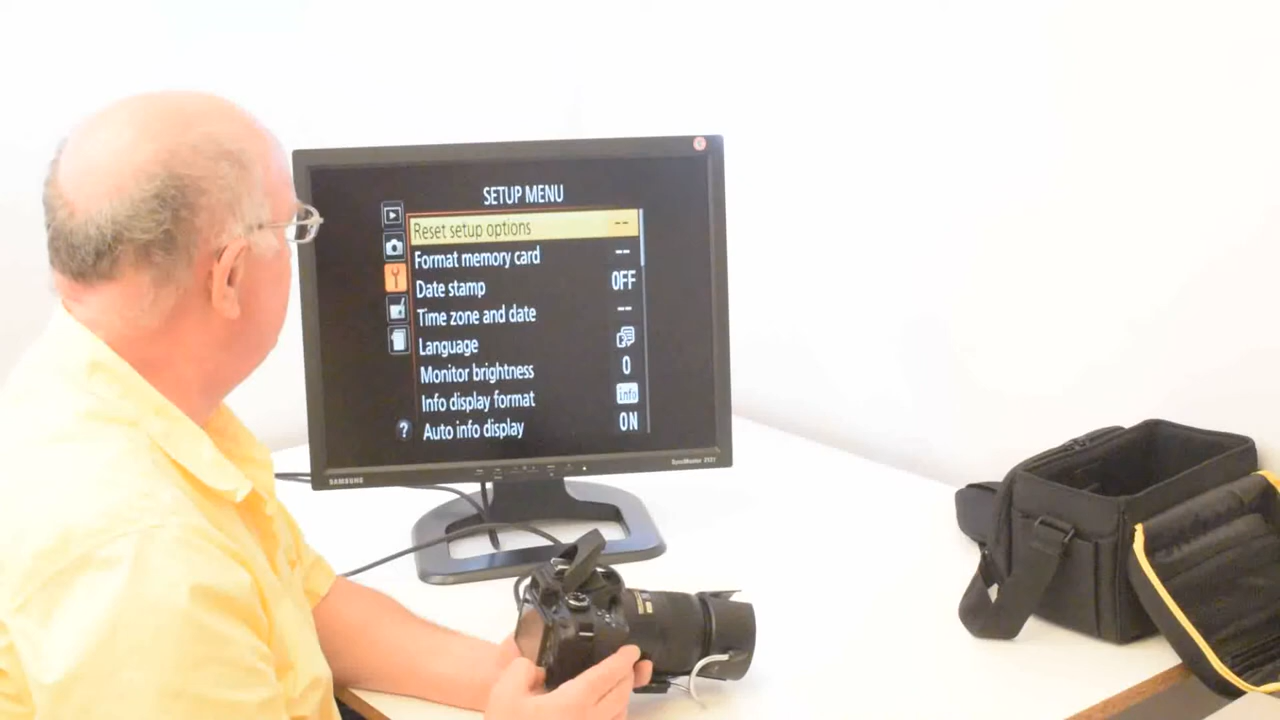 SETUP MENU
Reset setup options --
Format memory card --
Date stamp OFF
Time zone and date --
Language
Monitor brightness 0
Info display format info
? Auto info display ON
SAMSUNG